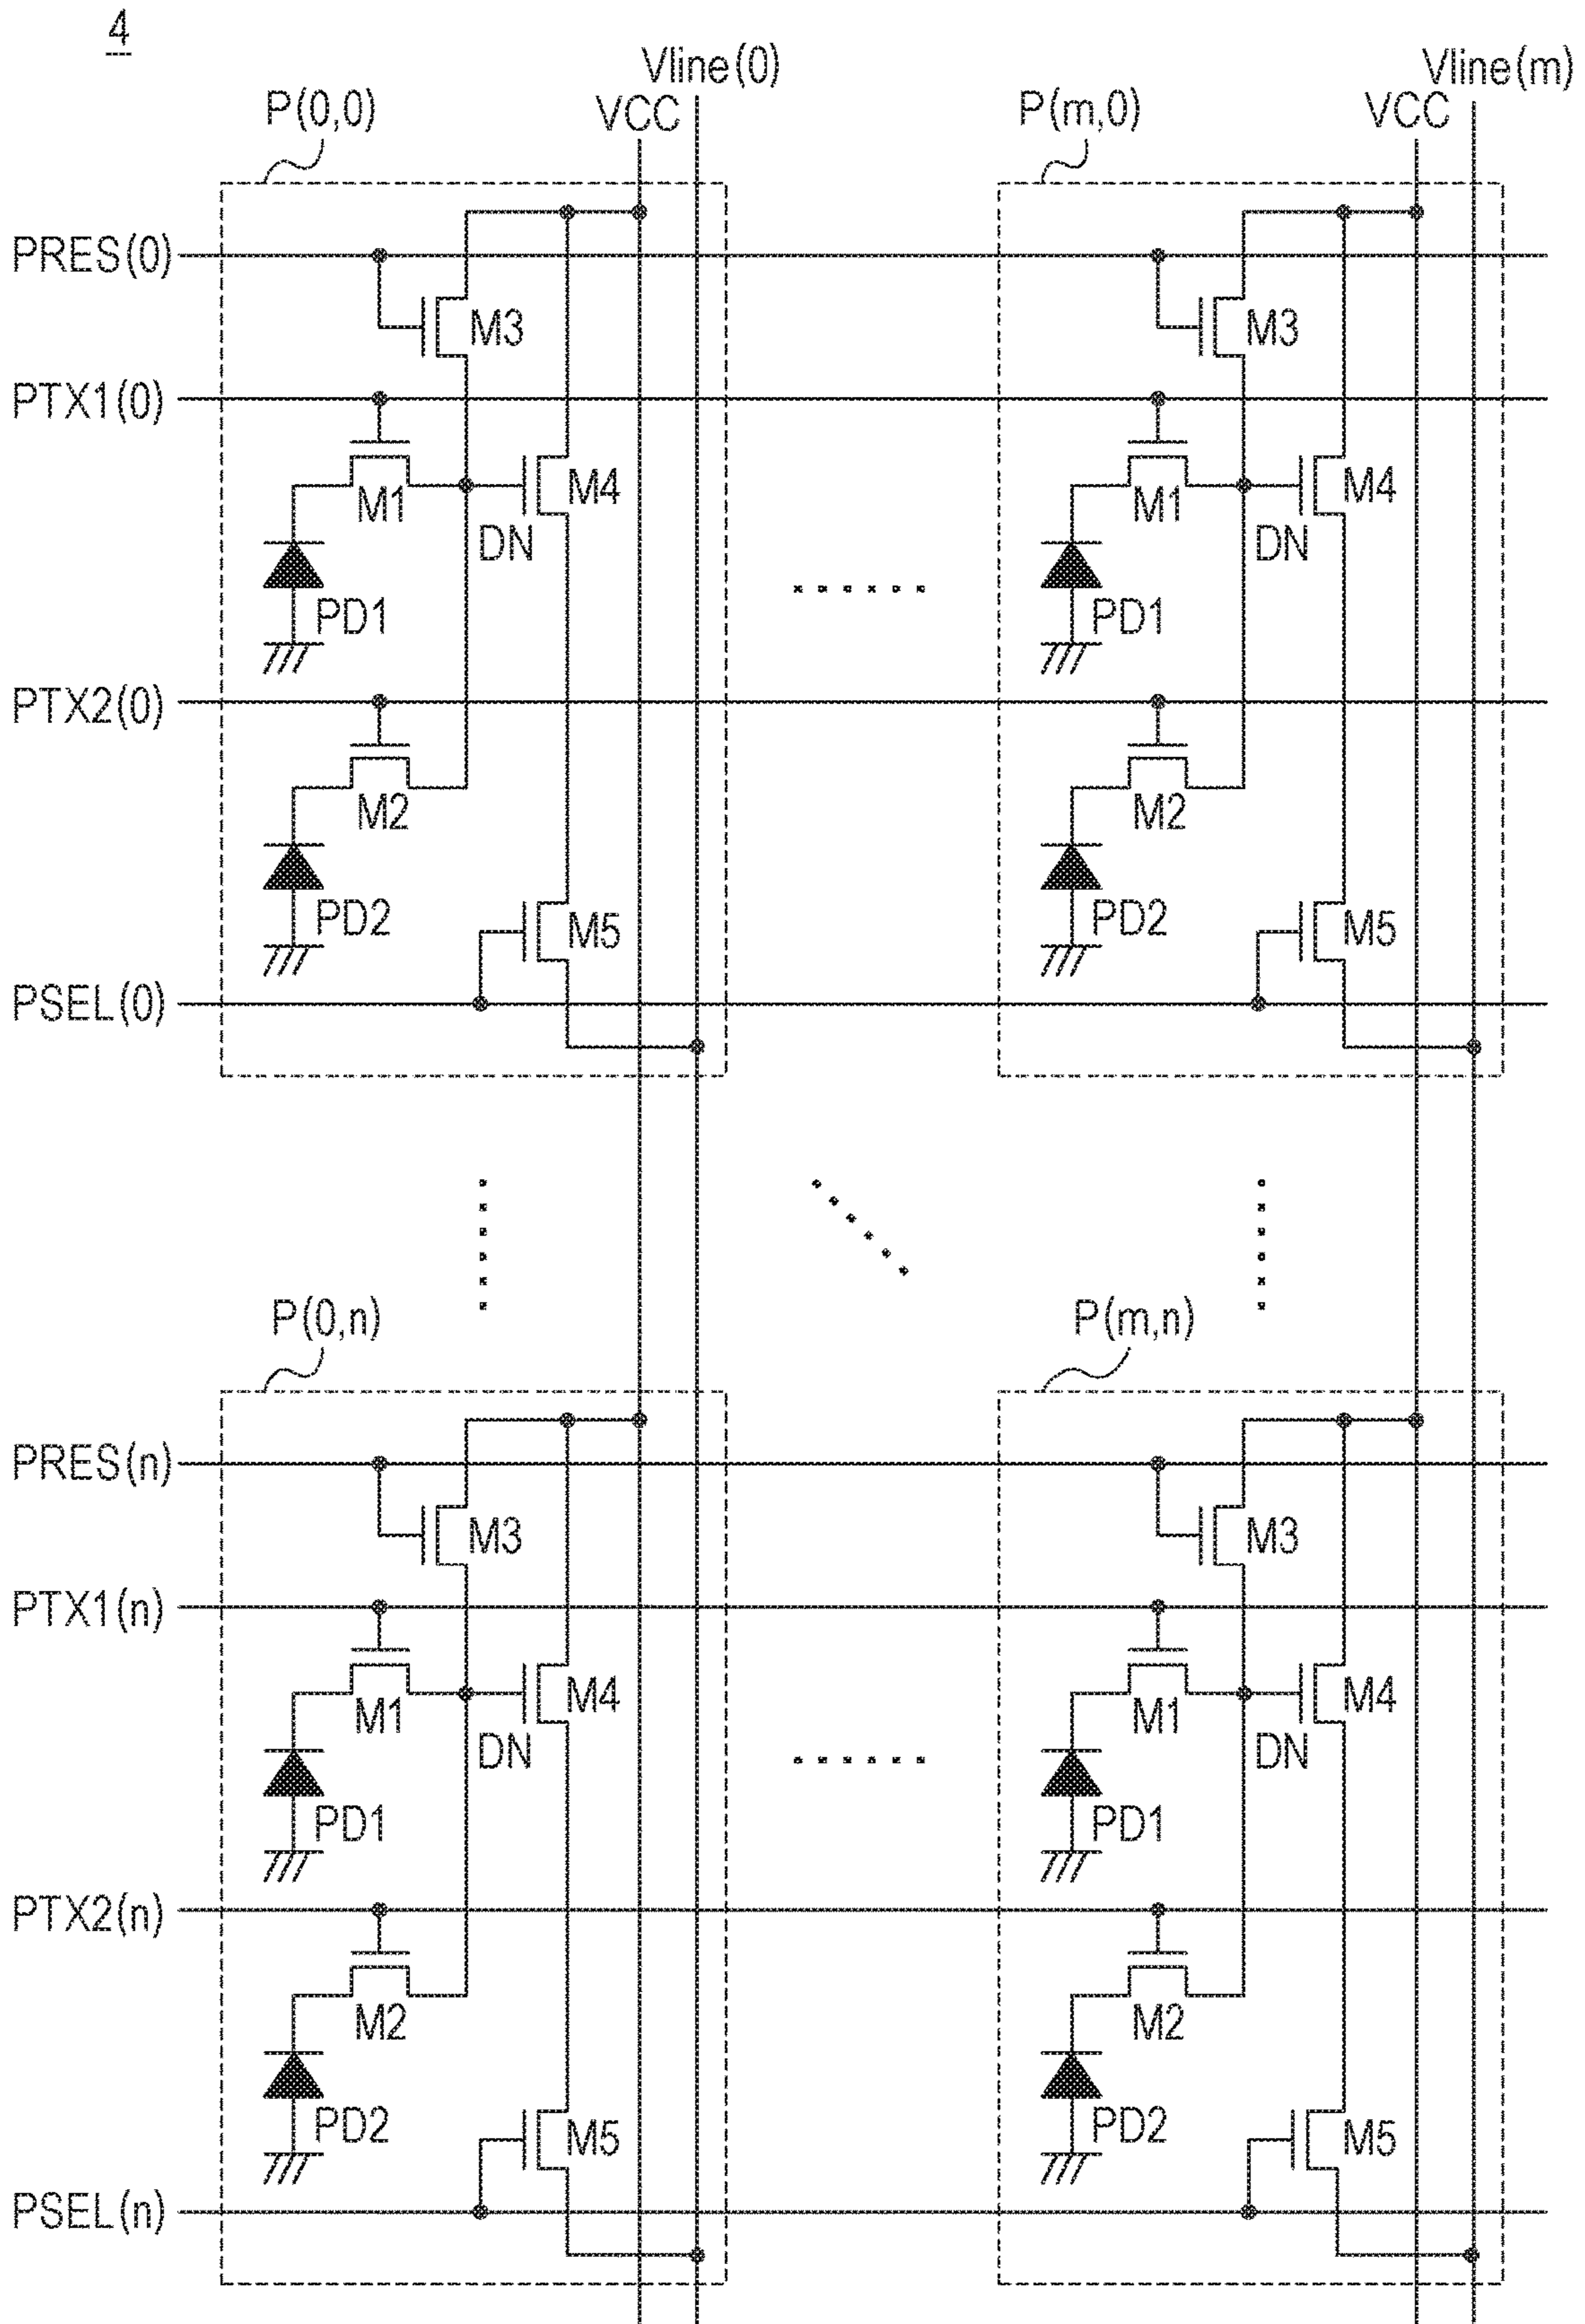 4
Vline(0)
Vline(m)
P(0,0)
VCC
P(m,0)
VCC
PRES(0)
M3
M3
PTX1(0)
M1
M4
M1
M4
DN
DN
PD1
PD1
PTX2(0)
M2
M2
PD2
M5
PD2
M5
PSEL(0)
P(0,n)
P(m,n)
PRES(n)
M3
M3
PTX1(n)
M1
M4
M1
M4
DN
DN
PD1
PD1
PTX2(n)
M2
M2
PD2
M5
PD2
M5
PSEL(n)